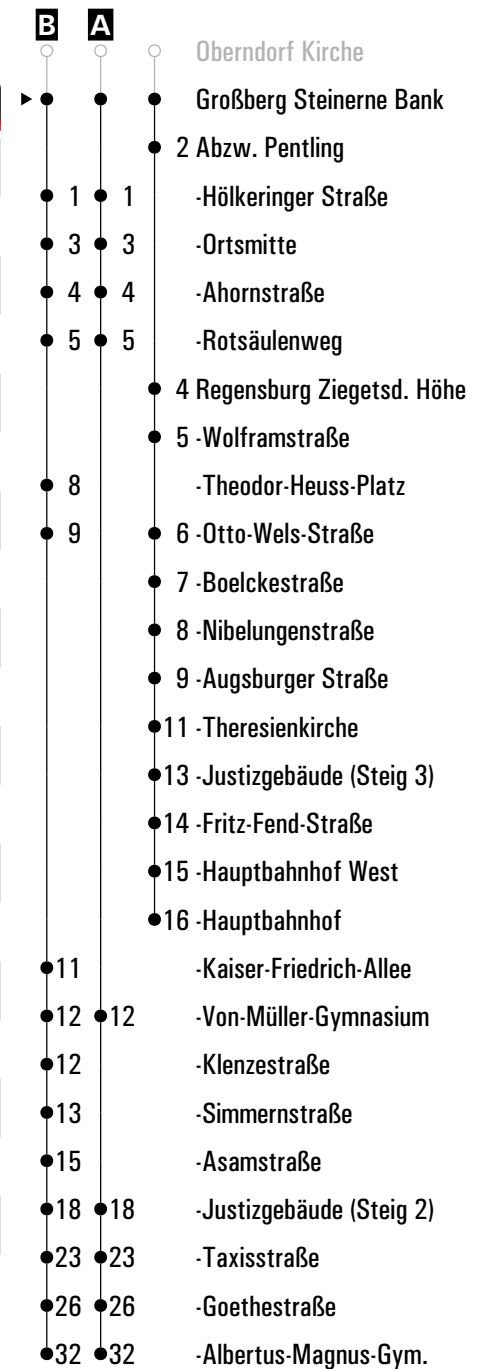 B A
Oberndorf Kirche
Großberg Steinerne Bank
2 Abzw. Pentling
1 1 -Hölkeringer Straße
3 3 -Ortsmitte
4 4 -Ahornstraße
5 5 -Rotsäulenweg
4 Regensburg Ziegetsd. Höhe
5 -Wolframstraße
8 -Theodor-Heuss-Platz
9 6 -Otto-Wels-Straße
7 -Boelckestraße
8 -Nibelungenstraße
9 -Augsburger Straße
11 -Theresienkirche
13 -Justizgebäude (Steig 3)
14 -Fritz-Fend-Straße
15 -Hauptbahnhof West
16 -Hauptbahnhof
11 -Kaiser-Friedrich-Allee
12 12 -Von-Müller-Gymnasium
12 -Klenzestraße
13 -Simmernstraße
15 -Asamstraße
18 18 -Justizgebäude (Steig 2)
23 23 -Taxisstraße
26 26 -Goethestraße
32 32 -Albertus-Magnus-Gym.